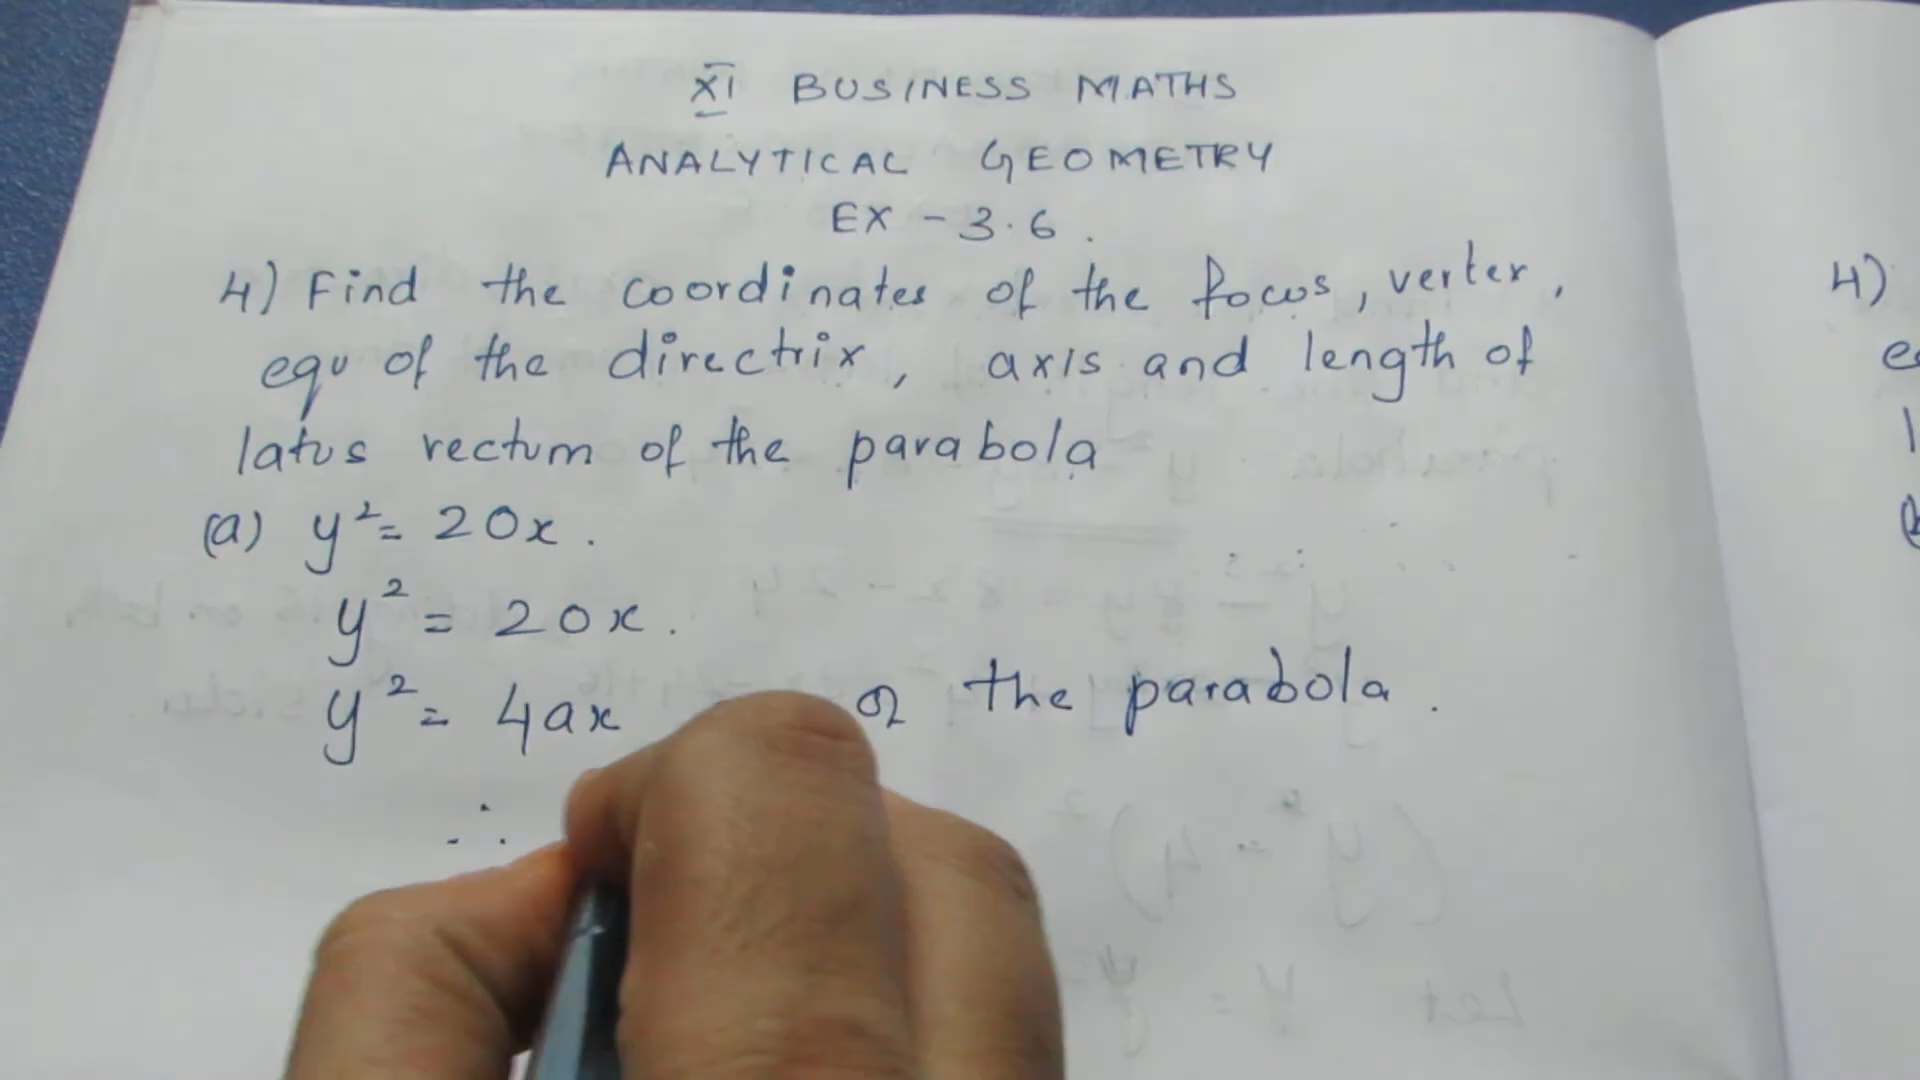 XI BUSINESS MATHS
ANALYTICAL GEOMETRY
EX - 3.6.
4) Find the coordinates of the focus, vertex,
equ of the directrix, axis and length of
latus rectum of the parabola
(a) y² = 20x.
y² = 20x.
y² = 4ax the parabola.
∴
4)